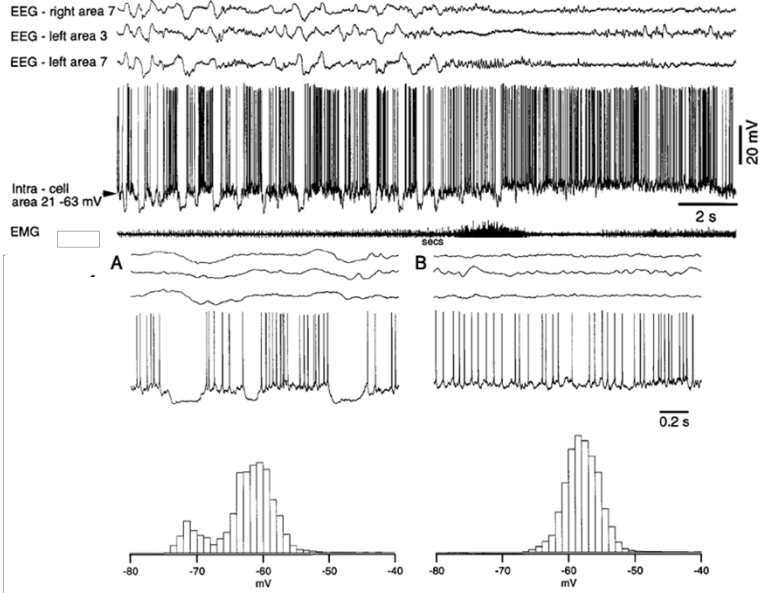 EEG - right area 7
EEG - left area 3
EEG - left area 7
20 mV
Intra - cell
area 21 -63 mV
2 s
EMG
secs
A
B
0.2 s
-80 -70 -60 -50 -40
mV
-80 -70 -60 -50 -40
mV